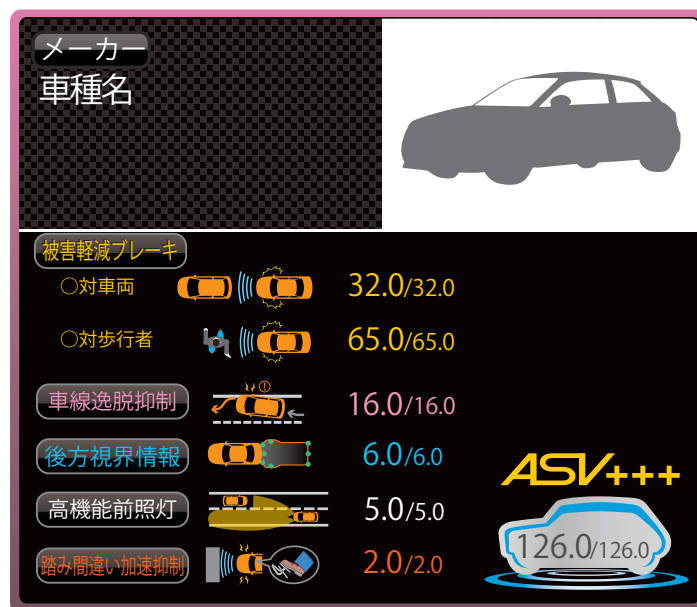 メーカー
車種名
被害軽減ブレーキ
○対車両 32.0/32.0
○対歩行者 65.0/65.0
車線逸脱抑制 16.0/16.0
後方視界情報 6.0/6.0
高機能前照灯 5.0/5.0
踏み間違い加速抑制 2.0/2.0
ASV+++
126.0/126.0